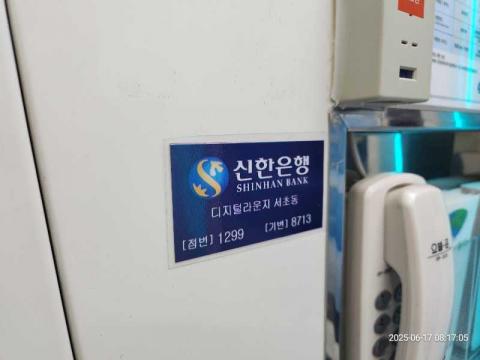 신한은행
SHINHAN BANK
디지털라운지 서초동
[점번] 1299 [기번] 8713
2025-06-17 08:17:05